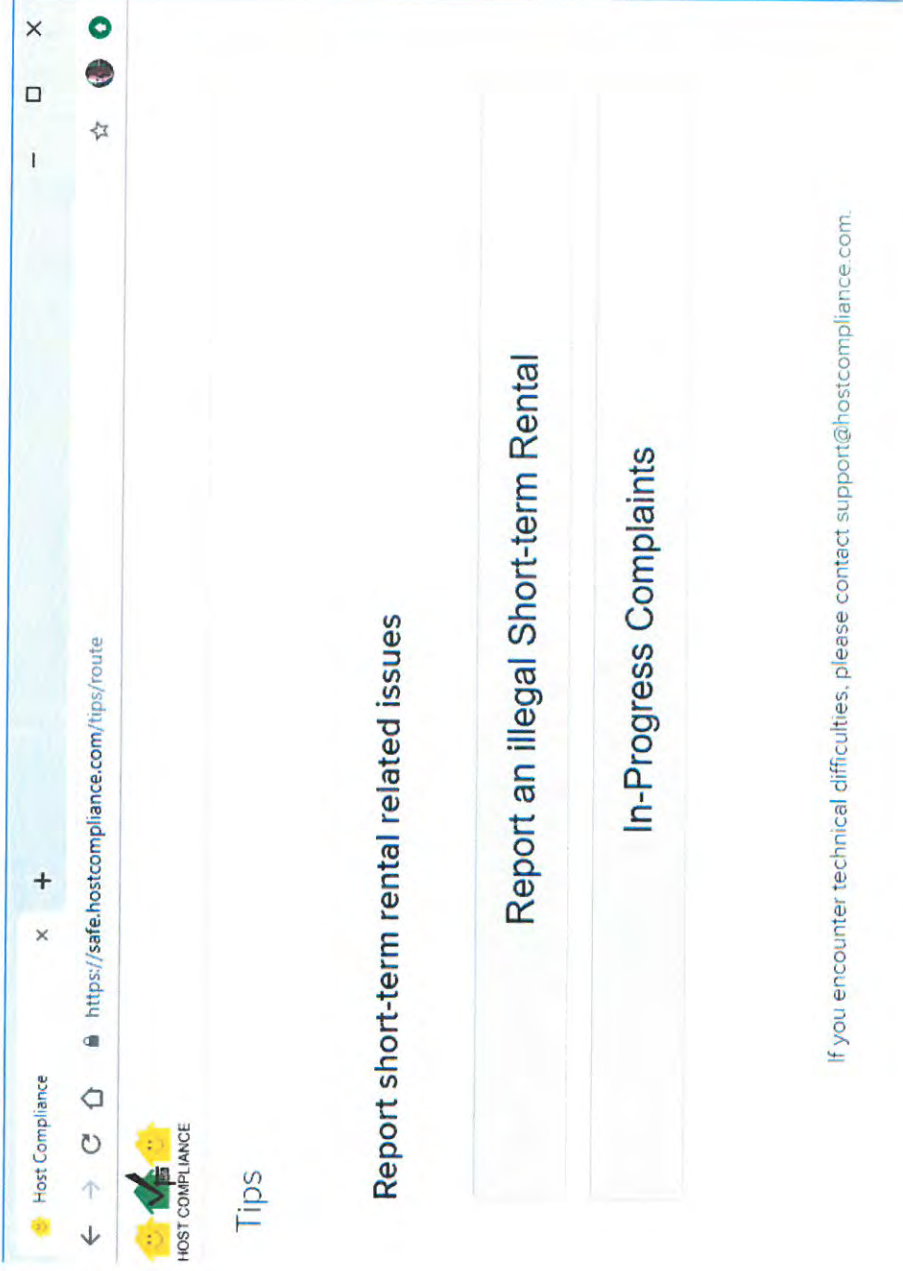 Host Compliance
https://safe.hostcompliance.com/tips/route
HOST COMPLIANCE
Tips
Report short-term rental related issues
Report an illegal Short-term Rental
In-Progress Complaints
If you encounter technical difficulties, please contact support@hostcompliance.com.